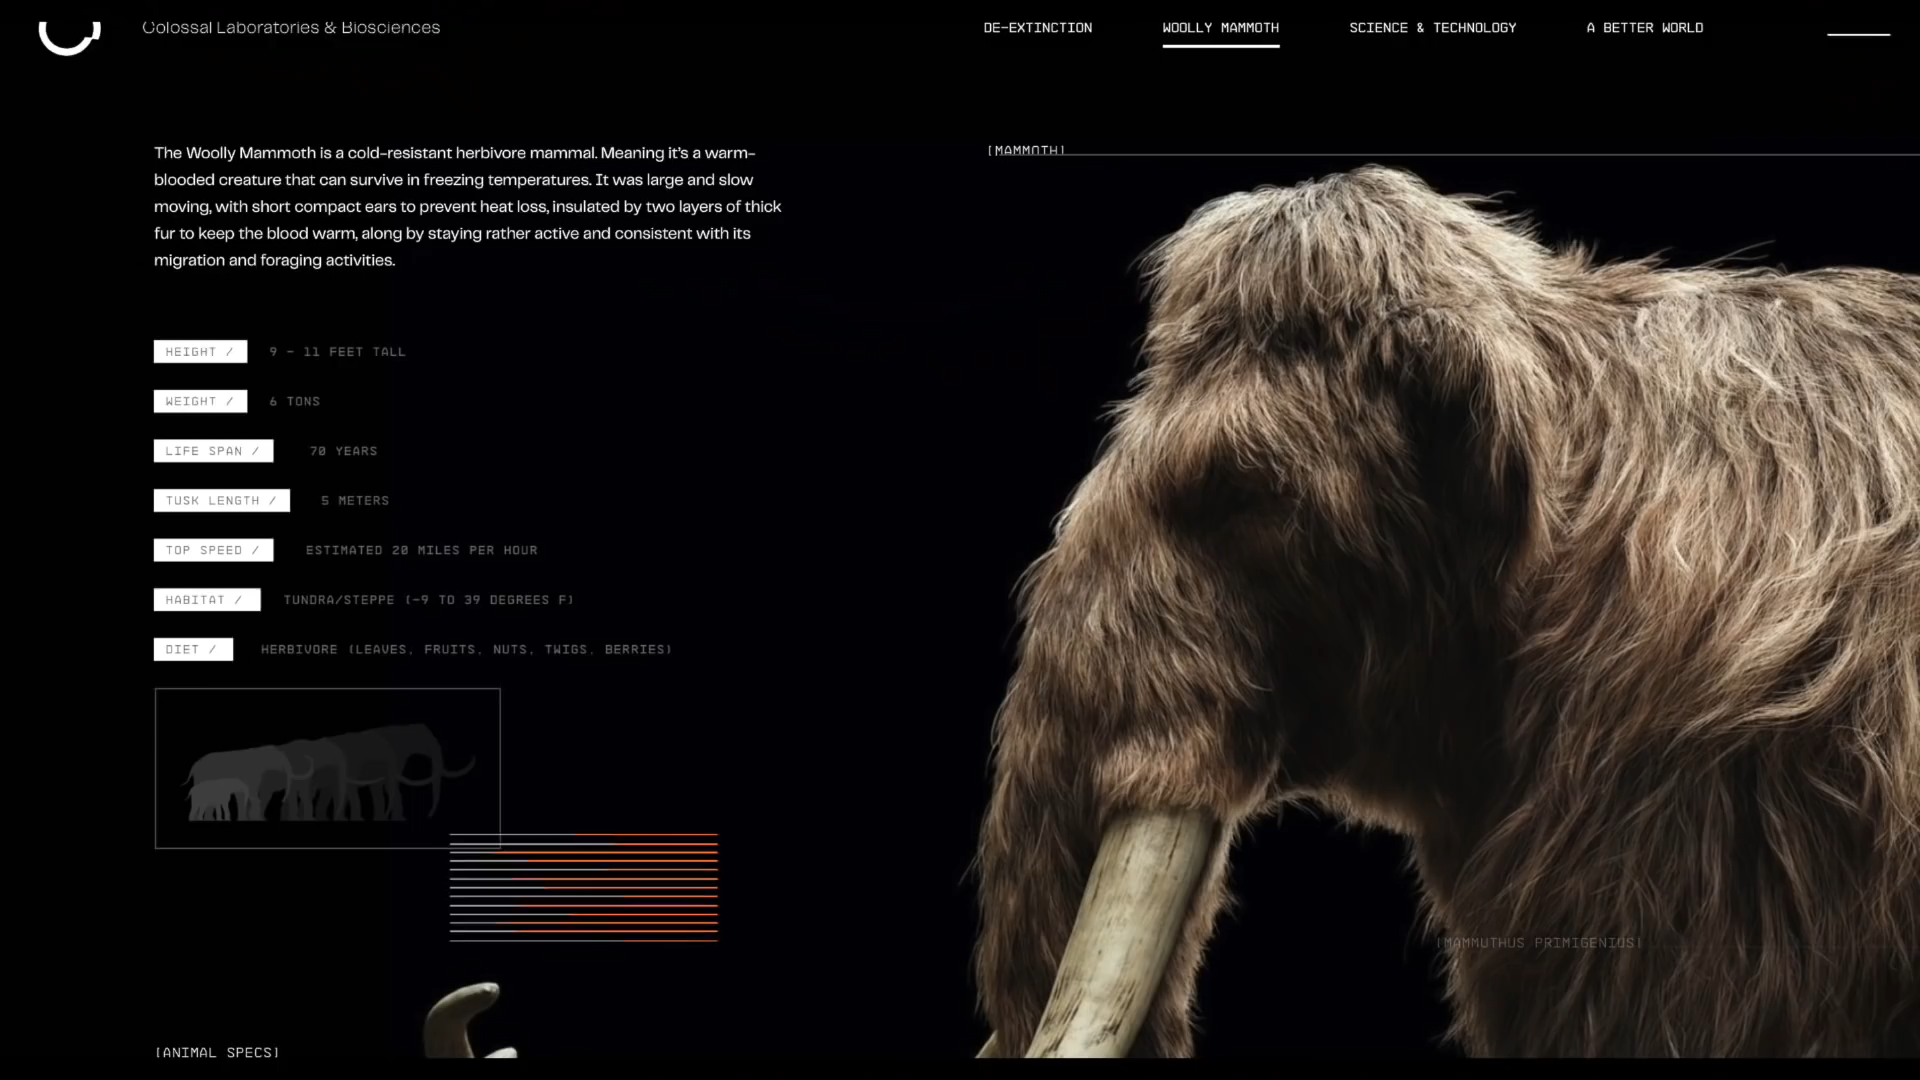 Colossal Laboratories & Biosciences
DE-EXTINCTION
WOOLLY MAMMOTH
SCIENCE & TECHNOLOGY
A BETTER WORLD
The Woolly Mammoth is a cold-resistant herbivore mammal. Meaning it's a warm-
blooded creature that can survive in freezing temperatures. It was large and slow
moving, with short compact ears to prevent heat loss, insulated by two layers of thick
fur to keep the blood warm, along by staying rather active and consistent with its
migration and foraging activities.
HEIGHT / 9 - 11 FEET TALL
WEIGHT / 6 TONS
LIFE SPAN / 70 YEARS
TUSK LENGTH / 5 METERS
TOP SPEED / ESTIMATED 20 MILES PER HOUR
HABITAT / TUNDRA/STEPPE (-9 TO 39 DEGREES F)
DIET / HERBIVORE (LEAVES, FRUITS, NUTS, TWIGS, BERRIES)
[ANIMAL SPECS]
[MAMMOTH]
[MAMMUTHUS PRIMIGENIUS]